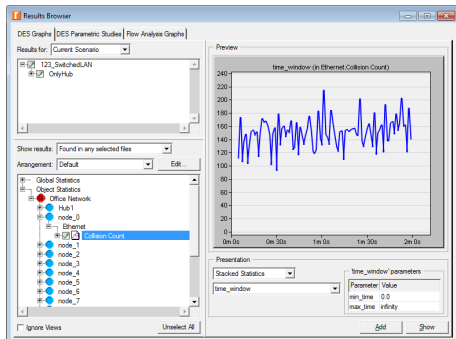 Results Browser
DES Graphs DES Parametric Studies Flow Analysis Graphs
Results for: Current Scenario
123_SwitchedLAN
OnlyHub
Show results: Found in any selected files
Arrangement: Default Edit...
Global Statistics
Object Statistics
Office Network
Hub1
node_0
Ethernet
Collision Count
node_1
node_2
node_3
node_4
node_5
node_6
node_7
Ignore Views Unselect All
Preview
time_window (in Ethernet.Collision Count)
240
220
200
180
160
140
120
100
80
60
40
20
0
0m 0s 0m 30s 1m 0s 1m 30s 2m 0s
Presentation
Stacked Statistics
time_window
'time_window' parameters
Parameter Value
min_time 0.0
max_time infinity
Add Show